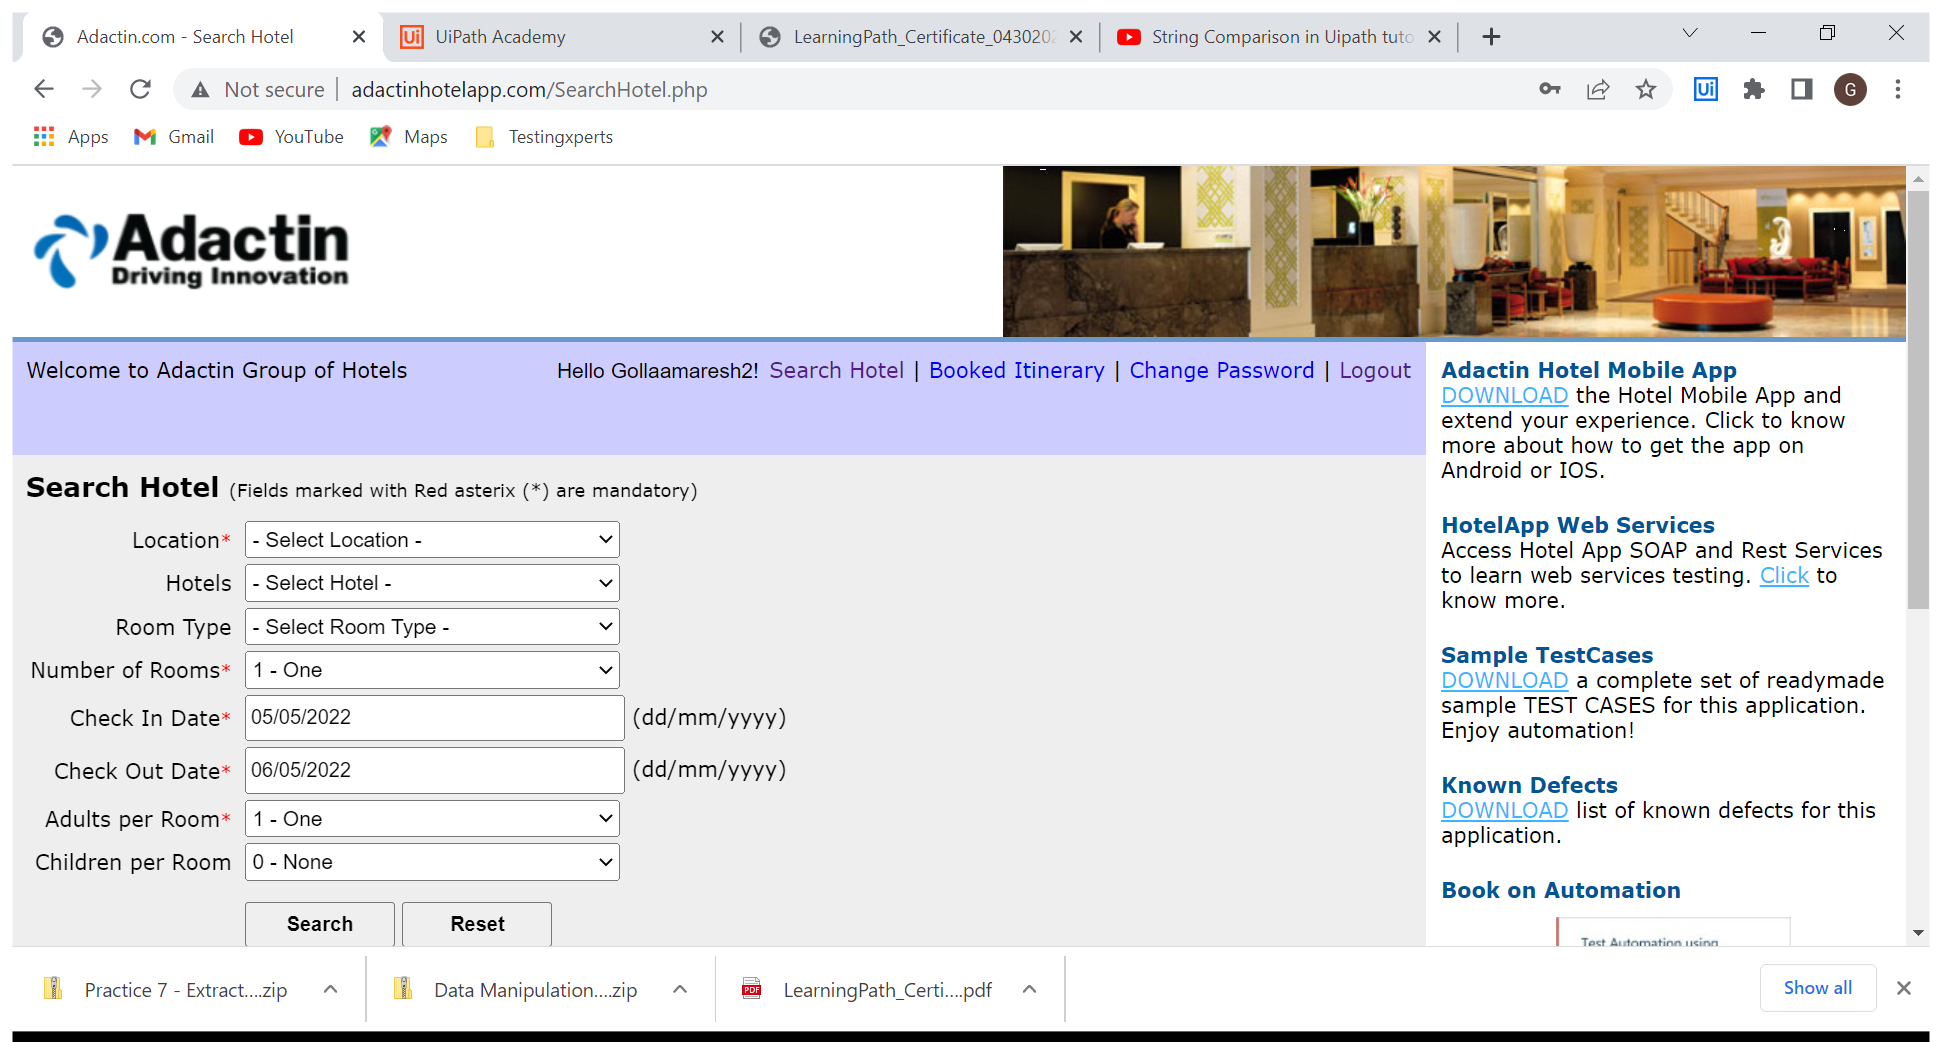 Adactin.com - Search Hotel
UiPath Academy
LearningPath_Certificate_0430202
String Comparison in Uipath tuto
Not secure
adactinhotelapp.com/SearchHotel.php
Ui
G
Apps
Gmail
YouTube
Maps
Testingxperts
Adactin
Driving Innovation
Welcome to Adactin Group of Hotels
Hello Gollaamaresh2! Search Hotel | Booked Itinerary | Change Password | Logout
Search Hotel (Fields marked with Red asterix (*) are mandatory)
Location* - Select Location -
Hotels - Select Hotel -
Room Type - Select Room Type -
Number of Rooms* 1 - One
Check In Date* 05/05/2022 (dd/mm/yyyy)
Check Out Date* 06/05/2022 (dd/mm/yyyy)
Adults per Room* 1 - One
Children per Room 0 - None
Search Reset
Adactin Hotel Mobile App
DOWNLOAD the Hotel Mobile App and
extend your experience. Click to know
more about how to get the app on
Android or IOS.
HotelApp Web Services
Access Hotel App SOAP and Rest Services
to learn web services testing. Click to
know more.
Sample TestCases
DOWNLOAD a complete set of readymade
sample TEST CASES for this application.
Enjoy automation!
Known Defects
DOWNLOAD list of known defects for this
application.
Book on Automation
Test Automation using
Practice 7 - Extract....zip
Data Manipulation....zip
PDF
LearningPath_Certi....pdf
Show all